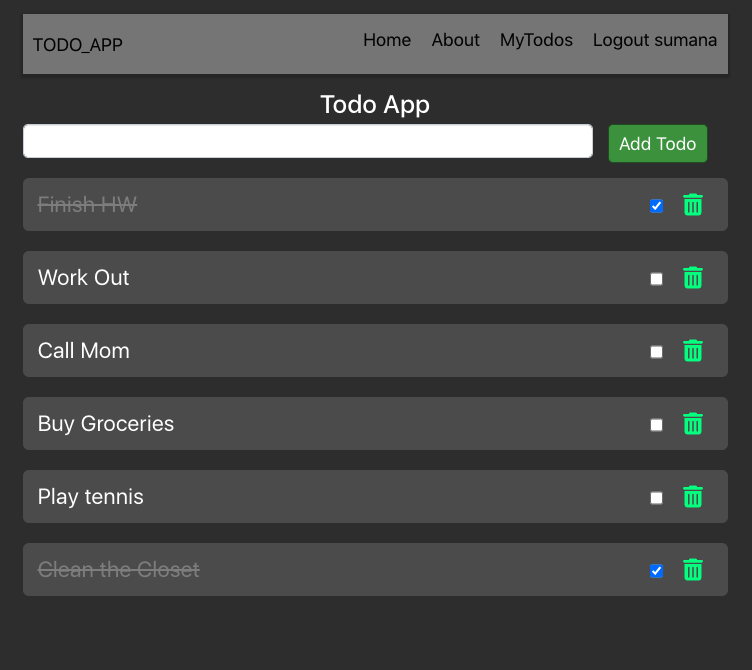 TODO_APP Home About MyTodos Logout sumana
Todo App
Add Todo
Finish HW
Work Out
Call Mom
Buy Groceries
Play tennis
Clean the Closet